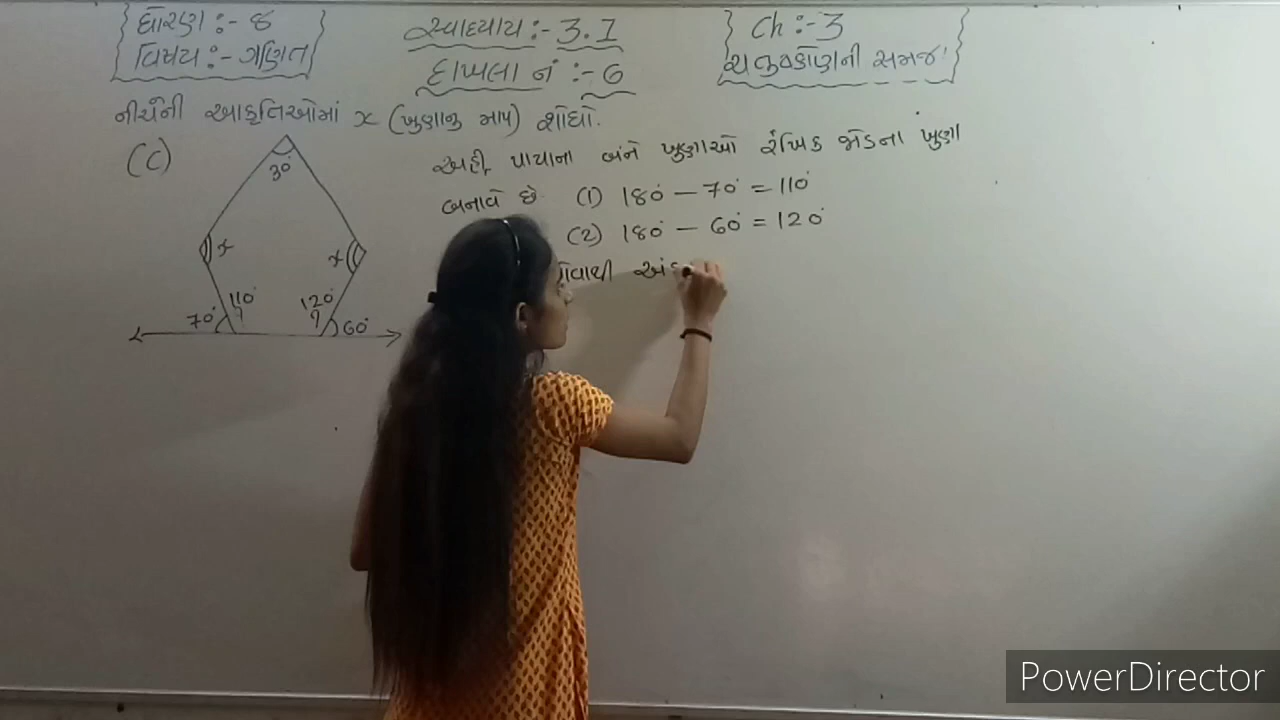 ધોરણ :- ૮
વિષય :- ગણિત
સ્વાધ્યાય :- 3.1
દાખલા નં :- 6
Ch :- 3
ચતુષ્કોણની સમજ
નીચેની આકૃતિઓમાં x (ખુણાનુ માપ) શોધો.
(C)
30°
x
x
110°
120°
70°
?
?
60°
અહી પાયાના બંને ખુણાઓ રૈખિક જોડના ખુણા
બનાવે છે (1) 180° – 70° = 110°
(2) 180° – 60° = 120°
PowerDirector